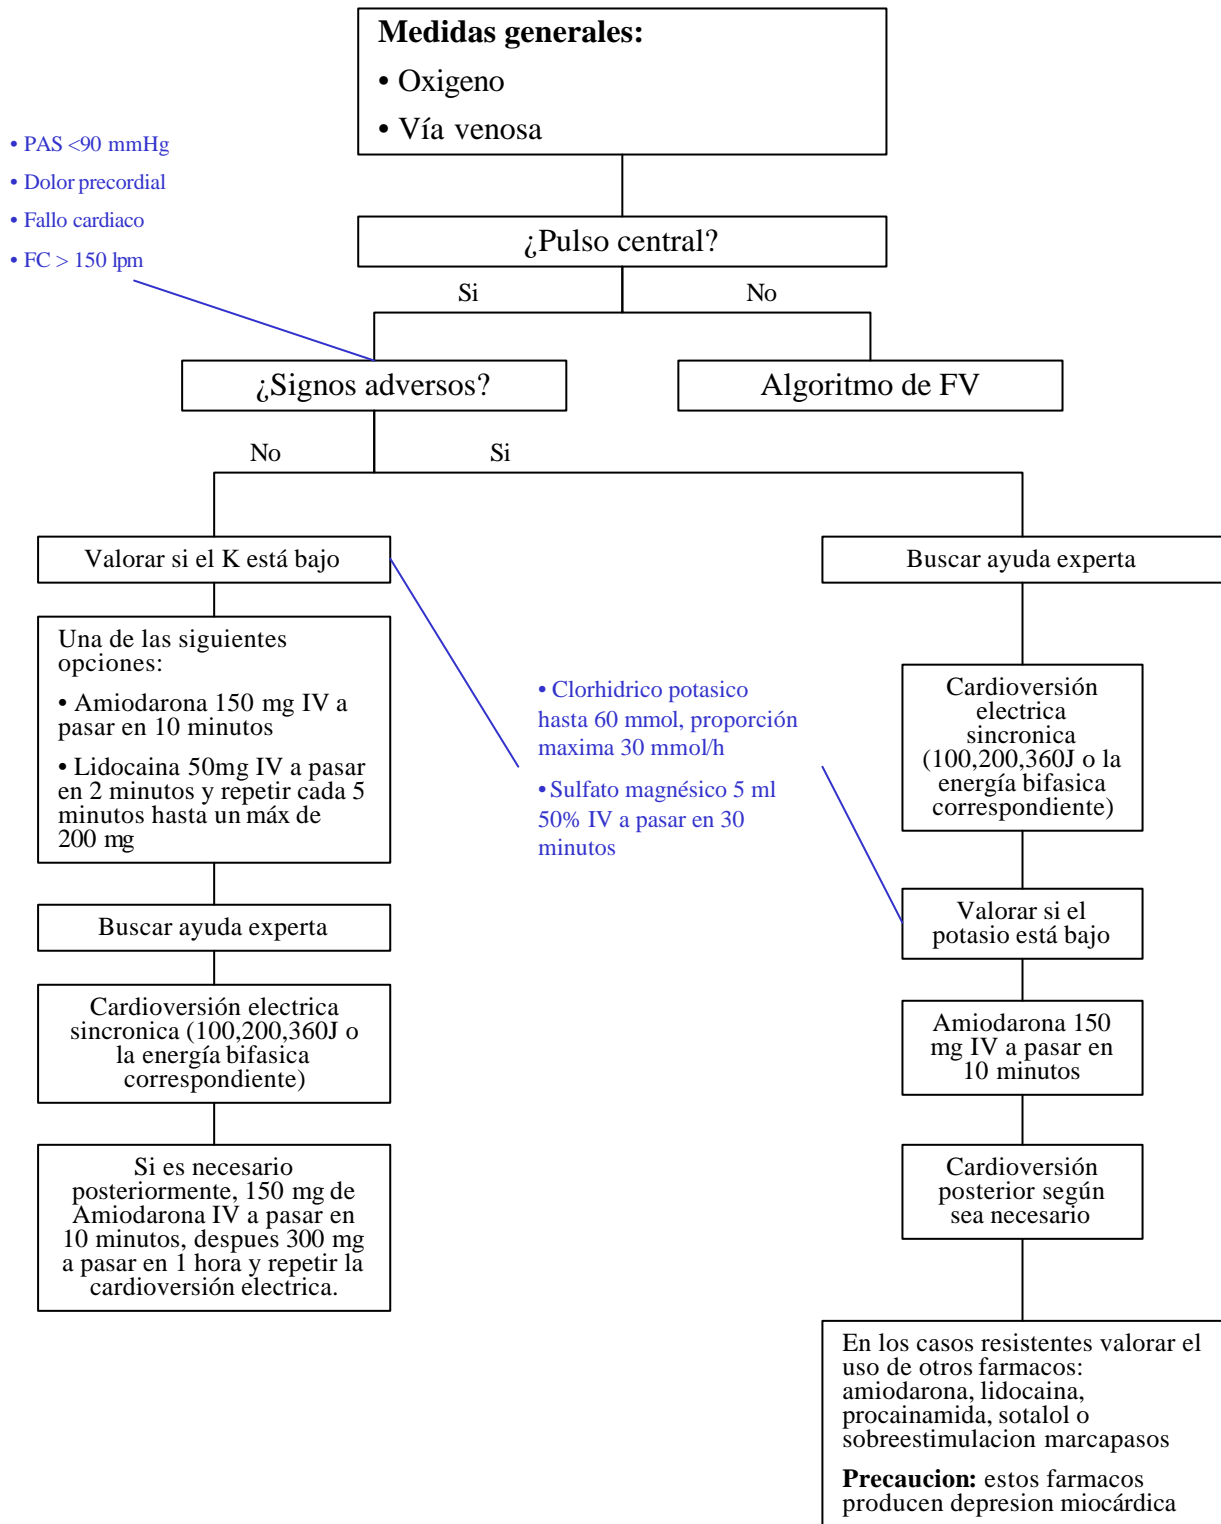 Medidas generales:
• Oxigeno
• Vía venosa
• PAS <90 mmHg
• Dolor precordial
• Fallo cardiaco
• FC > 150 lpm
¿Pulso central?
Si
No
¿Signos adversos?
Algoritmo de FV
No
Si
Valorar si el K está bajo
Buscar ayuda experta
Una de las siguientes
opciones:
• Amiodarona 150 mg IV a
pasar en 10 minutos
• Lidocaina 50mg IV a pasar
en 2 minutos y repetir cada 5
minutos hasta un máx de
200 mg
• Clorhidrico potasico
hasta 60 mmol, proporción
maxima 30 mmol/h
• Sulfato magnésico 5 ml
50% IV a pasar en 30
minutos
Cardioversión
electrica
sincronica
(100,200,360J o la
energía bifasica
correspondiente)
Buscar ayuda experta
Valorar si el
potasio está bajo
Cardioversión electrica
sincronica (100,200,360J o
la energía bifasica
correspondiente)
Amiodarona 150
mg IV a pasar en
10 minutos
Si es necesario
posteriormente, 150 mg de
Amiodarona IV a pasar en
10 minutos, despues 300 mg
a pasar en 1 hora y repetir la
cardioversión electrica.
Cardioversión
posterior según
sea necesario
En los casos resistentes valorar el
uso de otros farmacos:
amiodarona, lidocaina,
procainamida, sotalol o
sobreestimulacion marcapasos
Precaucion: estos farmacos
producen depresion miocárdica